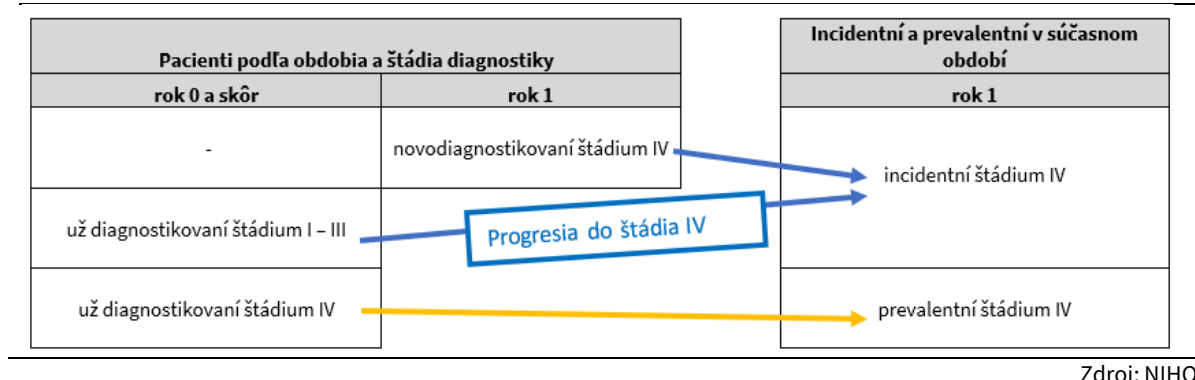 Pacienti podľa obdobia a štádia diagnostiky
Incidentní a prevalentní v súčasnom
období
rok 0 a skôr
rok 1
rok 1
-
novodiagnostikovaní štádium IV
incidentní štádium IV
už diagnostikovaní štádium I – III
Progresia do štádia IV
už diagnostikovaní štádium IV
prevalentní štádium IV
Zdroj: NIHO